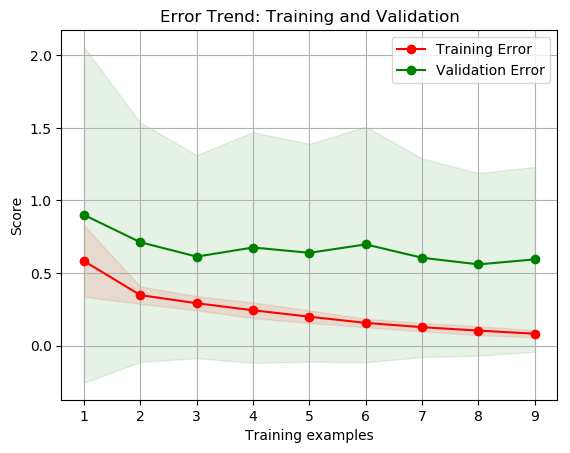 Error Trend: Training and Validation
Training Error
Validation Error
2.0
1.5
1.0
0.5
0.0
Score
1 2 3 4 5 6 7 8 9
Training examples